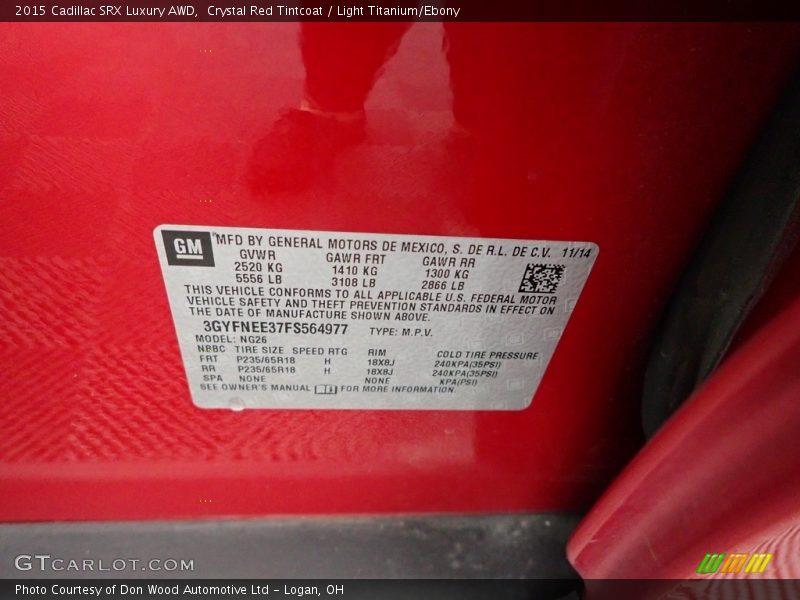 2015 Cadillac SRX Luxury AWD,  Crystal Red Tintcoat / Light Titanium/Ebony
GM MFD BY GENERAL MOTORS DE MEXICO, S. DE R.L. DE C.V. 11/14
GVWR GAWR FRT GAWR RR
2520 KG 1410 KG 1300 KG
5556 LB 3108 LB 2866 LB
THIS VEHICLE CONFORMS TO ALL APPLICABLE U.S. FEDERAL MOTOR
VEHICLE SAFETY AND THEFT PREVENTION STANDARDS IN EFFECT ON
THE DATE OF MANUFACTURE SHOWN ABOVE.
3GYFNEE37FS564977 TYPE: M.P.V.
MODEL: NG26
NBBC TIRE SIZE SPEED RTG RIM COLD TIRE PRESSURE
FRT P235/65R18 H 18X8J 240KPA(35PSI)
RR P235/65R18 H 18X8J 240KPA(35PSI)
SPA NONE NONE KPA(PSI)
SEE OWNER'S MANUAL FOR MORE INFORMATION.
GTCARLOT.COM
Photo Courtesy of Don Wood Automotive Ltd - Logan, OH